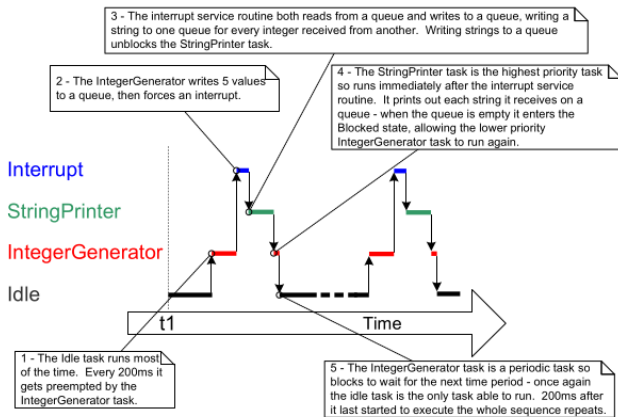 3 - The interrupt service routine both reads from a queue and writes to a queue, writing a
string to one queue for every integer received from another.  Writing strings to a queue
unblocks the StringPrinter task.
2 - The IntegerGenerator writes 5 values
to a queue, then forces an interrupt.
4 - The StringPrinter task is the highest priority task
so runs immediately after the interrupt service
routine.  It prints out each string it receives on a
queue - when the queue is empty it enters the
Blocked state, allowing the lower priority
IntegerGenerator task to run again.
Interrupt
StringPrinter
IntegerGenerator
Idle
t1
Time
1 - The Idle task runs most
of the time.  Every 200ms it
gets preempted by the
IntegerGenerator task.
5 - The IntegerGenerator task is a periodic task so
blocks to wait for the next time period - once again
the idle task is the only task able to run.  200ms after
it last started to execute the whole sequence repeats.